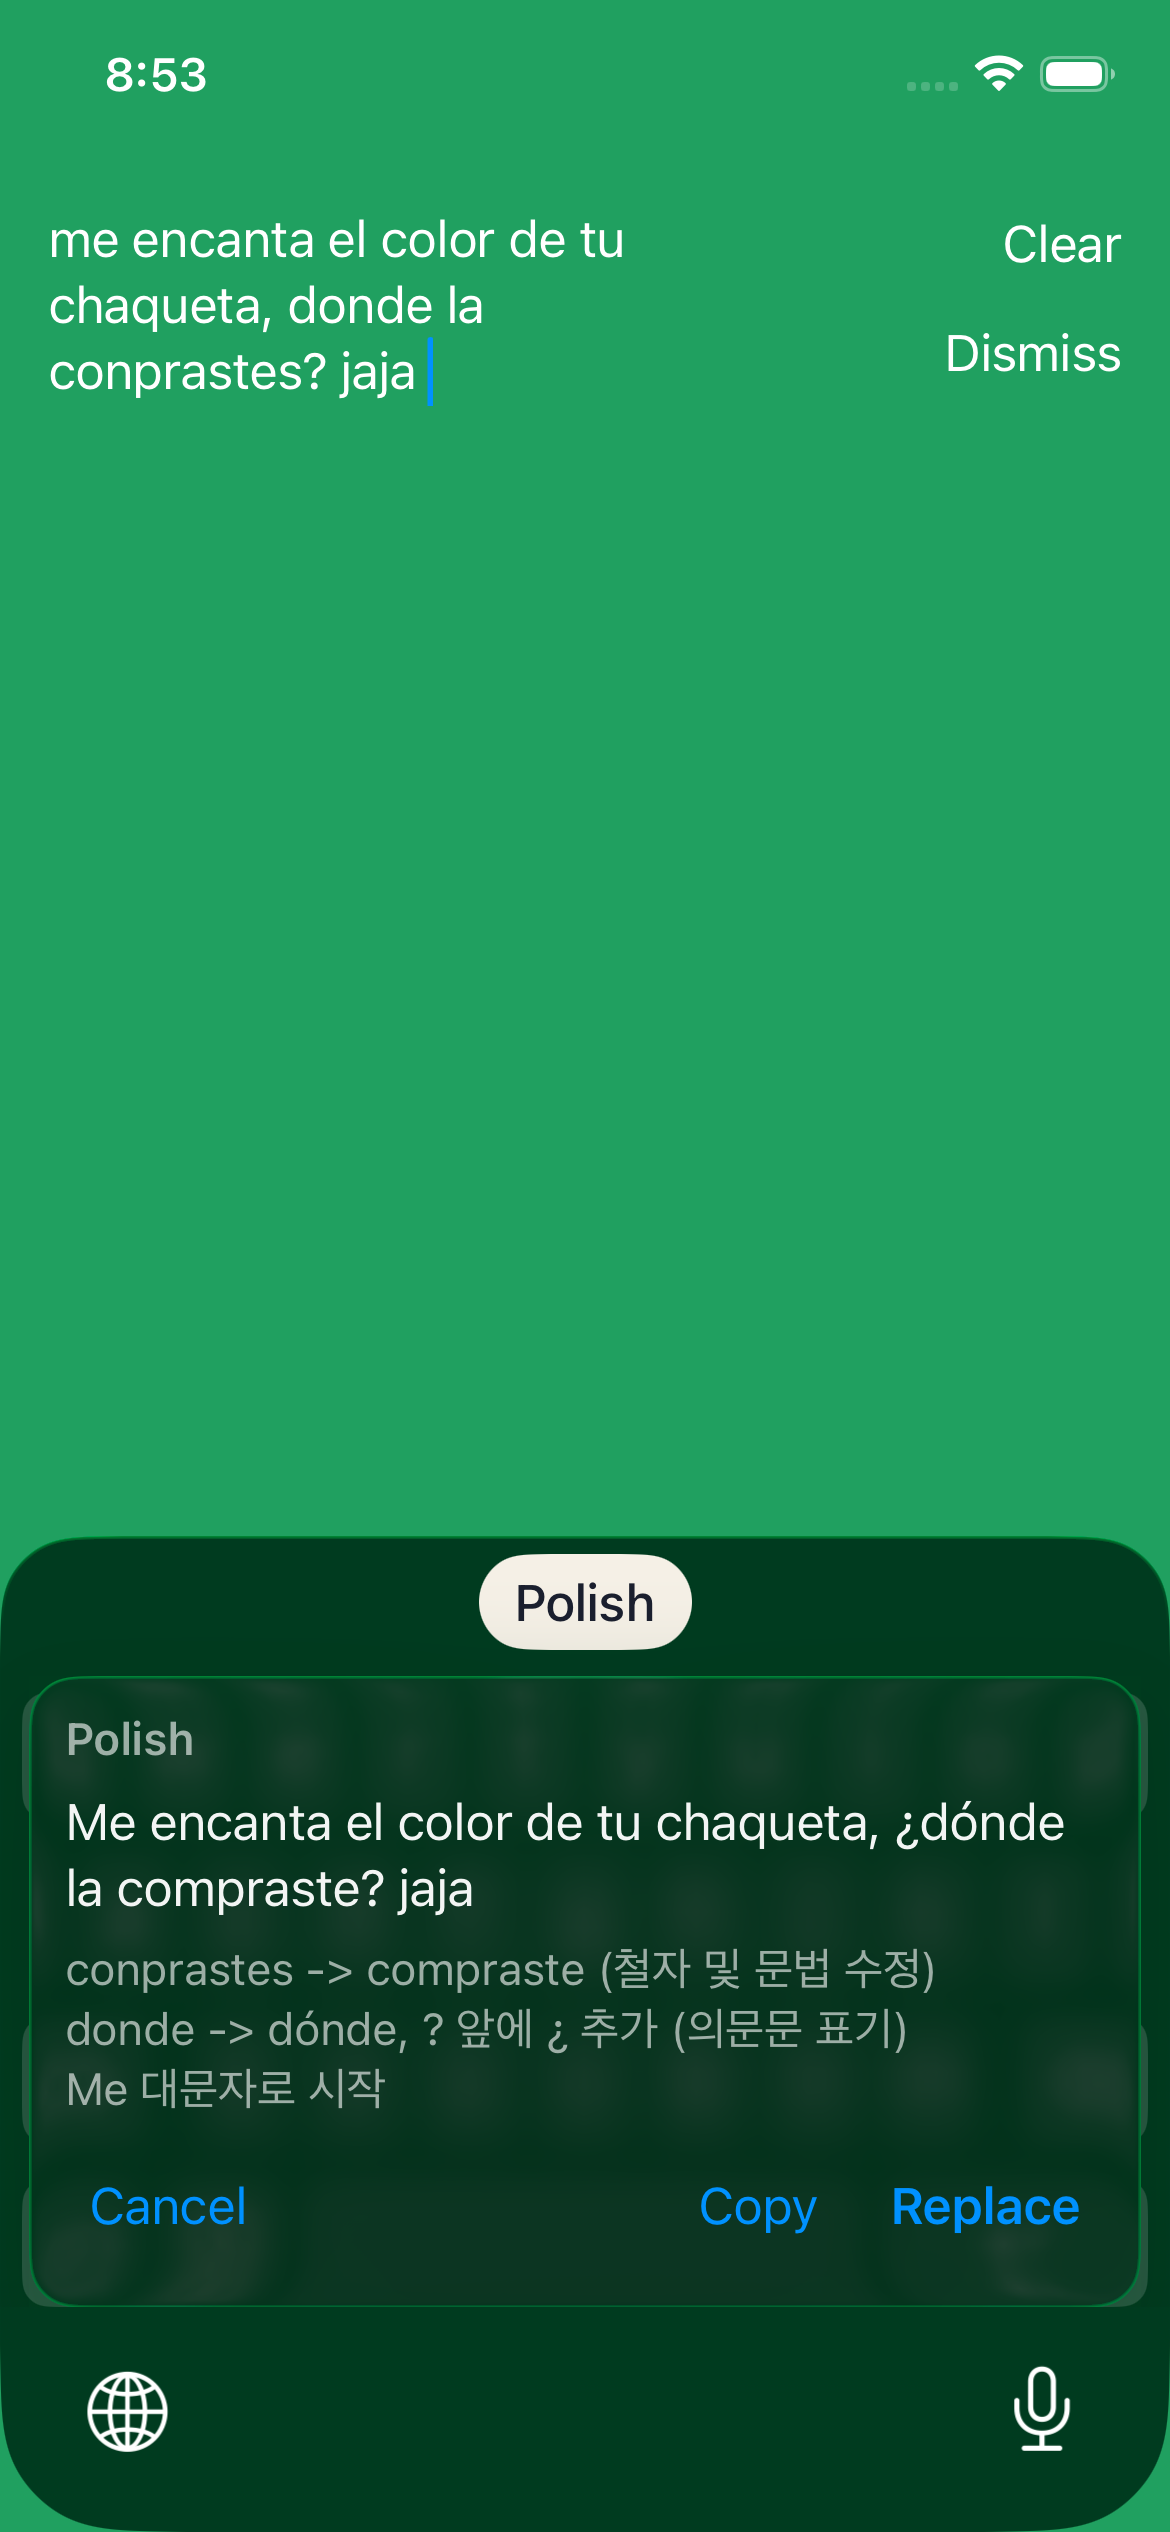 8:53
me encanta el color de tu
chaqueta, donde la
conprastes? jaja
Clear
Dismiss
Polish
Polish
Me encanta el color de tu chaqueta, ¿dónde
la compraste? jaja
conprastes -> compraste (철자 및 문법 수정)
donde -> dónde, ? 앞에 ¿ 추가 (의문문 표기)
Me 대문자로 시작
Cancel
Copy
Replace